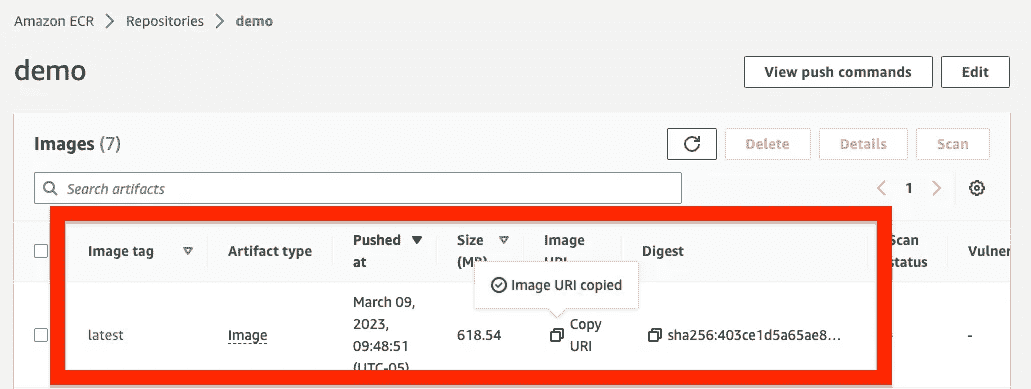 Amazon ECR > Repositories > demo
demo
View push commands
Edit
Images (7)
Delete
Details
Scan
Search artifacts
1
Image tag
Artifact type
Pushed at
Size (MB)
Image URI
Digest
Scan status
Vulner
Image URI copied
latest
Image
March 09,
2023,
09:48:51
(UTC-05)
618.54
Copy
URI
sha256:403ce1d5a65ae8...
-
-